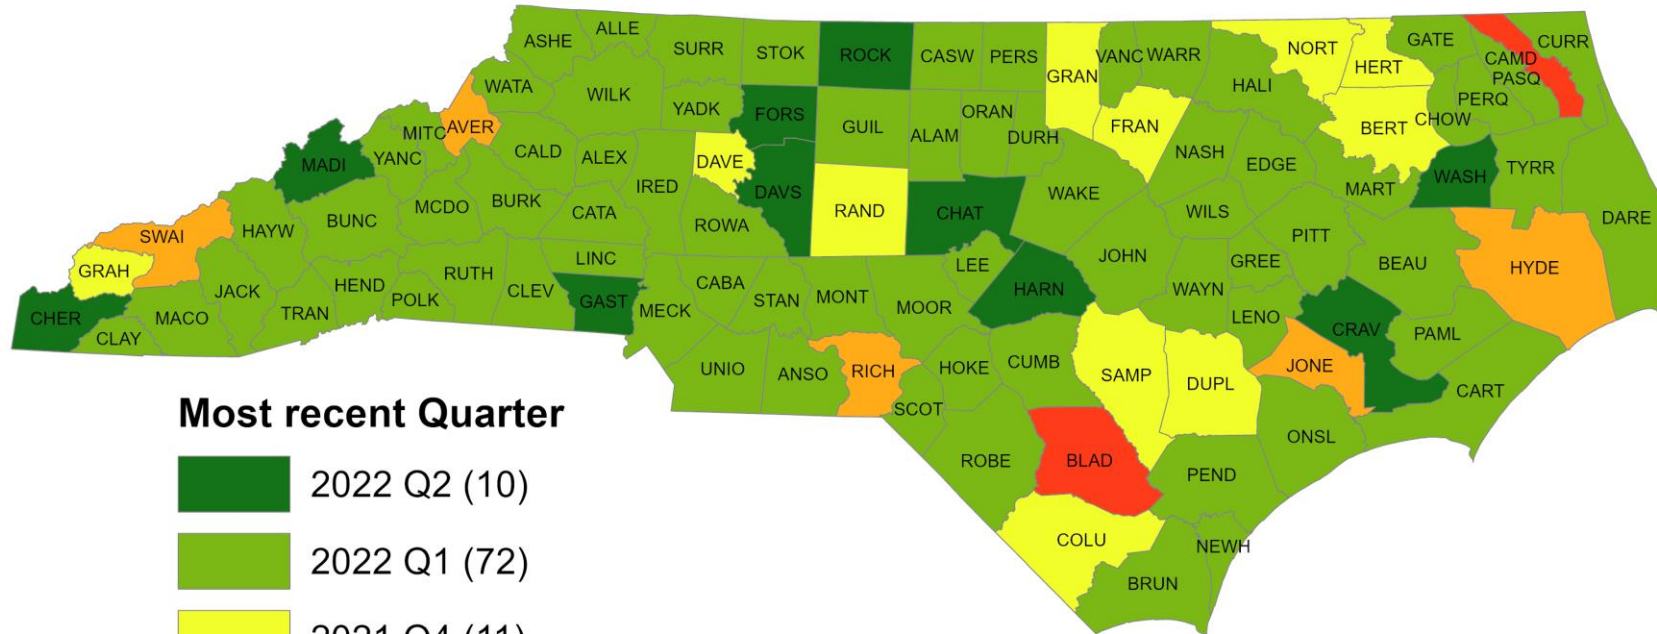 ASHE
ALLE
SURR
STOK
ROCK
CASW
PERS
GRAN
VANC
WARR
NORT
HERT
GATE
CAMD
CURR
PASQ
WATA
WILK
YADK
FORS
GUIL
ALAM
ORAN
DURH
FRAN
HALI
BERT
CHOW
PERQ
MITC
AVER
MADI
YANC
CALD
ALEX
IRED
DAVE
DAVS
RAND
CHAT
WAKE
NASH
EDGE
MART
WASH
TYRR
DARE
SWAI
HAYW
BUNC
MCDO
BURK
CATA
ROWA
WILS
PITT
BEAU
HYDE
GRAH
JACK
HEND
RUTH
LINC
CABA
STAN
MONT
MOOR
LEE
HARN
JOHN
GREE
WAYN
LENO
CRAV
PAML
CHER
CLAY
MACO
TRAN
POLK
CLEV
GAST
MECK
UNIO
ANSO
RICH
HOKE
CUMB
SAMP
DUPL
JONE
CART
SCOT
ROBE
BLAD
PEND
ONSL
COLU
BRUN
NEWH
Most recent Quarter
2022 Q2 (10)
2022 Q1 (72)
2021 Q4 (11)